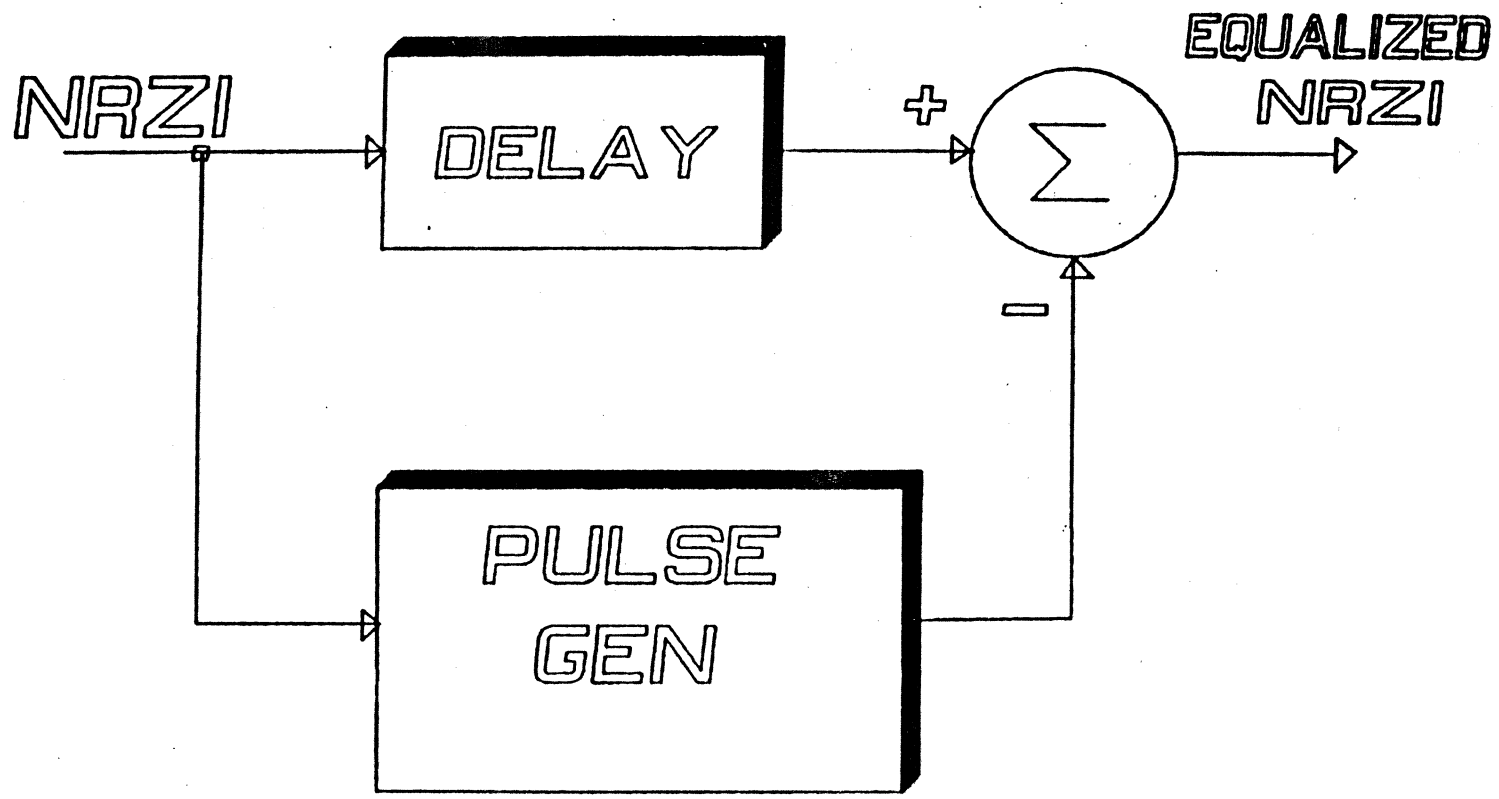 EQUALIZED
NRZI
NRZI
DELAY
+
Σ
−
PULSE
GEN